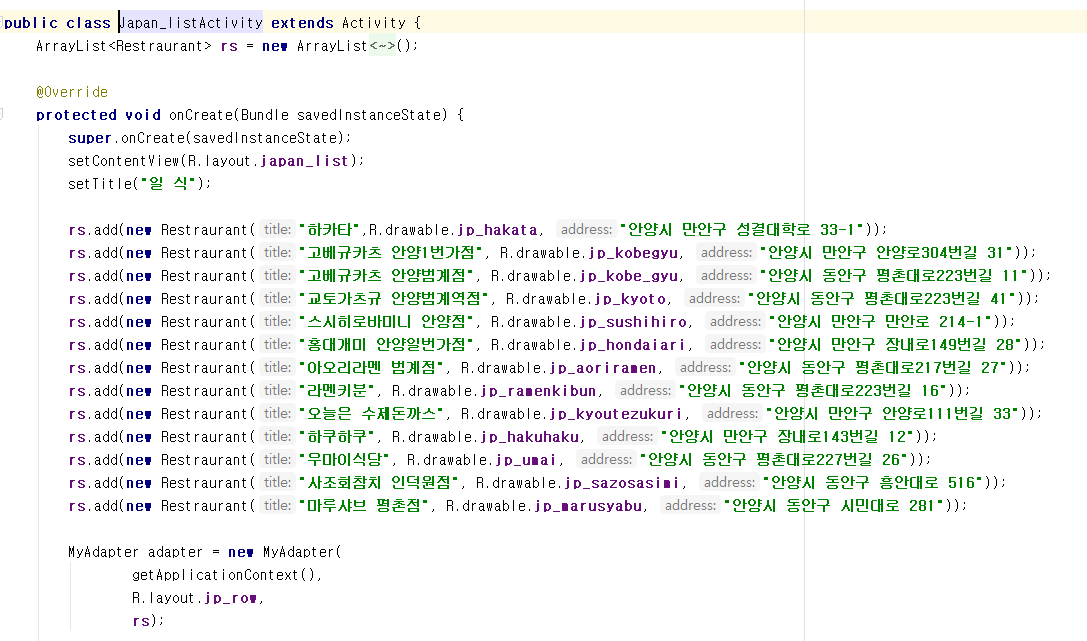 public class Japan_listActivity extends Activity {
ArrayList<Restraurant> rs = new ArrayList<~>();
@Override
protected void onCreate(Bundle savedInstanceState) {
super.onCreate(savedInstanceState);
setContentView(R.layout.japan_list);
setTitle("일 식");
rs.add(new Restraurant( title: "하카타",R.drawable.jp_hakata, address: "안양시 만안구 성결대학로 33-1"));
rs.add(new Restraurant( title: "고베규카츠 안양1번가점", R.drawable.jp_kobegyu, address: "안양시 만안구 안양로304번길 31"));
rs.add(new Restraurant( title: "고베규카츠 안양범계점", R.drawable.jp_kobe_gyu, address: "안양시 동안구 평촌대로223번길 11"));
rs.add(new Restraurant( title: "교토가츠규 안양범계역점", R.drawable.jp_kyoto, address: "안양시 동안구 평촌대로223번길 41"));
rs.add(new Restraurant( title: "스시히로바미니 안양점", R.drawable.jp_sushihiro, address: "안양시 만안구 만안로 214-1"));
rs.add(new Restraurant( title: "홍대개미 안양일번가점", R.drawable.jp_hondaiari, address: "안양시 만안구 장내로149번길 28"));
rs.add(new Restraurant( title: "아오리라멘 범계점", R.drawable.jp_aoriramen, address: "안양시 동안구 평촌대로217번길 27"));
rs.add(new Restraurant( title: "라멘키분", R.drawable.jp_ramenkibun, address: "안양시 동안구 평촌대로223번길 16"));
rs.add(new Restraurant( title: "오늘은 수제돈까스", R.drawable.jp_kyoutezukuri, address: "안양시 만안구 안양로111번길 33"));
rs.add(new Restraurant( title: "하쿠하쿠", R.drawable.jp_hakuhaku, address: "안양시 만안구 장내로143번길 12"));
rs.add(new Restraurant( title: "우마이식당", R.drawable.jp_umai, address: "안양시 동안구 평촌대로227번길 26"));
rs.add(new Restraurant( title: "사조회참치 인덕원점", R.drawable.jp_sazosasimi, address: "안양시 동안구 흥안대로 516"));
rs.add(new Restraurant( title: "마루샤브 평촌점", R.drawable.jp_marusyabu, address: "안양시 동안구 시민대로 281"));
MyAdapter adapter = new MyAdapter(
getApplicationContext(),
R.layout.jp_row,
rs);